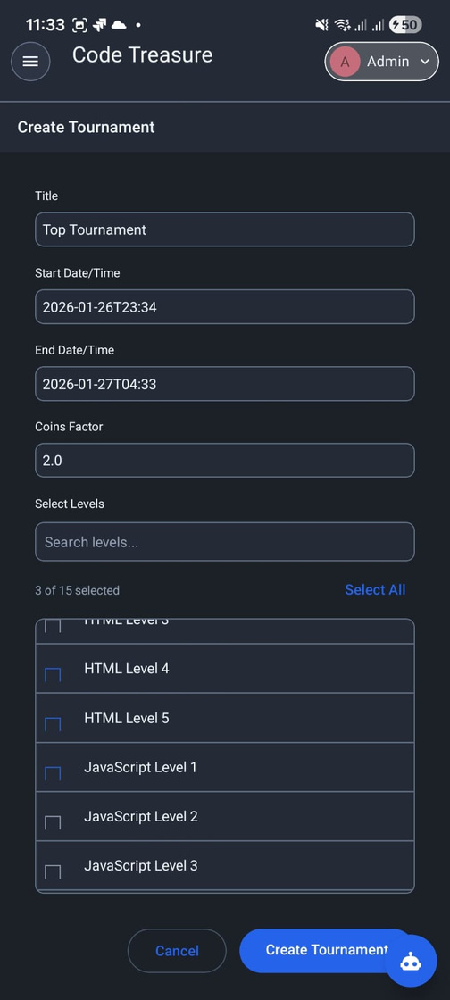 11:33
50
Code Treasure
A
Admin
Create Tournament
Title
Top Tournament
Start Date/Time
2026-01-26T23:34
End Date/Time
2026-01-27T04:33
Coins Factor
2.0
Select Levels
Search levels...
3 of 15 selected
Select All
HTML Level 3
HTML Level 4
HTML Level 5
JavaScript Level 1
JavaScript Level 2
JavaScript Level 3
Cancel
Create Tournament